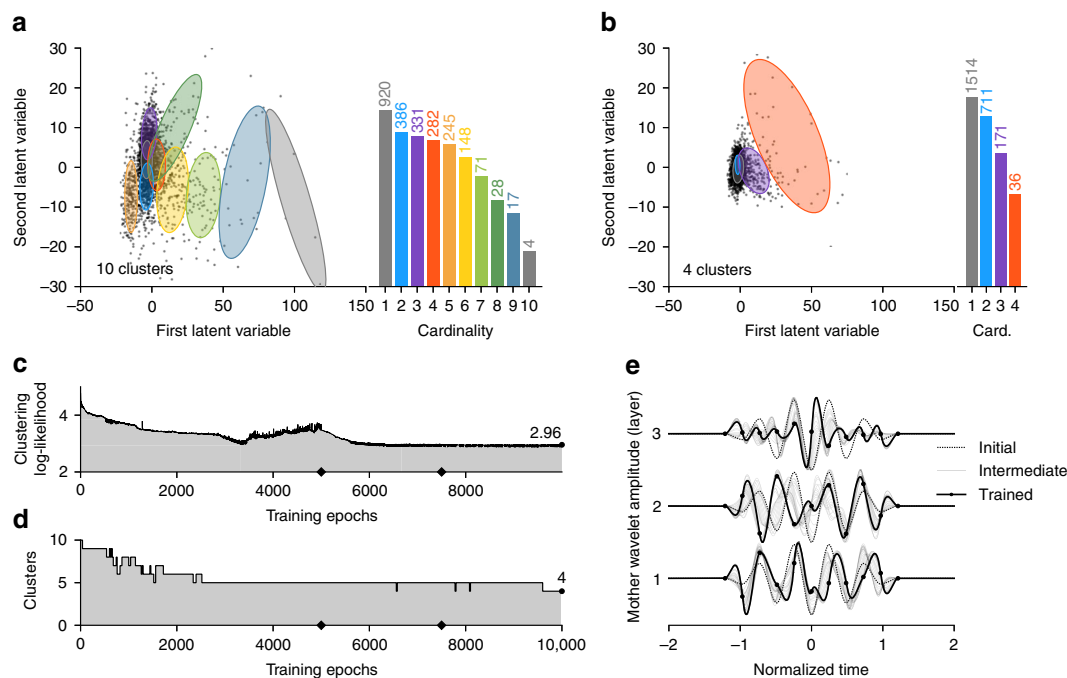 a
30
20
10
0
−10
−20
−30
Second latent variable
10 clusters
−50
0
50
100
150
First latent variable
920
386
331
282
245
148
71
28
17
4
1 2 3 4 5 6 7 8 9 10
Cardinality
b
30
20
10
0
−10
−20
−30
Second latent variable
4 clusters
−50
0
50
100
150
First latent variable
1514
711
171
36
1 2 3 4
Card.
c
Clustering
log-likelihood
4
2
2.96
0 2000 4000 6000 8000
Training epochs
d
Clusters
10
5
0
4
0 2000 4000 6000 8000 10,000
Training epochs
e
Mother wavelet amplitude (layer)
3
2
1
Initial
Intermediate
Trained
−2 −1 0 1 2
Normalized time